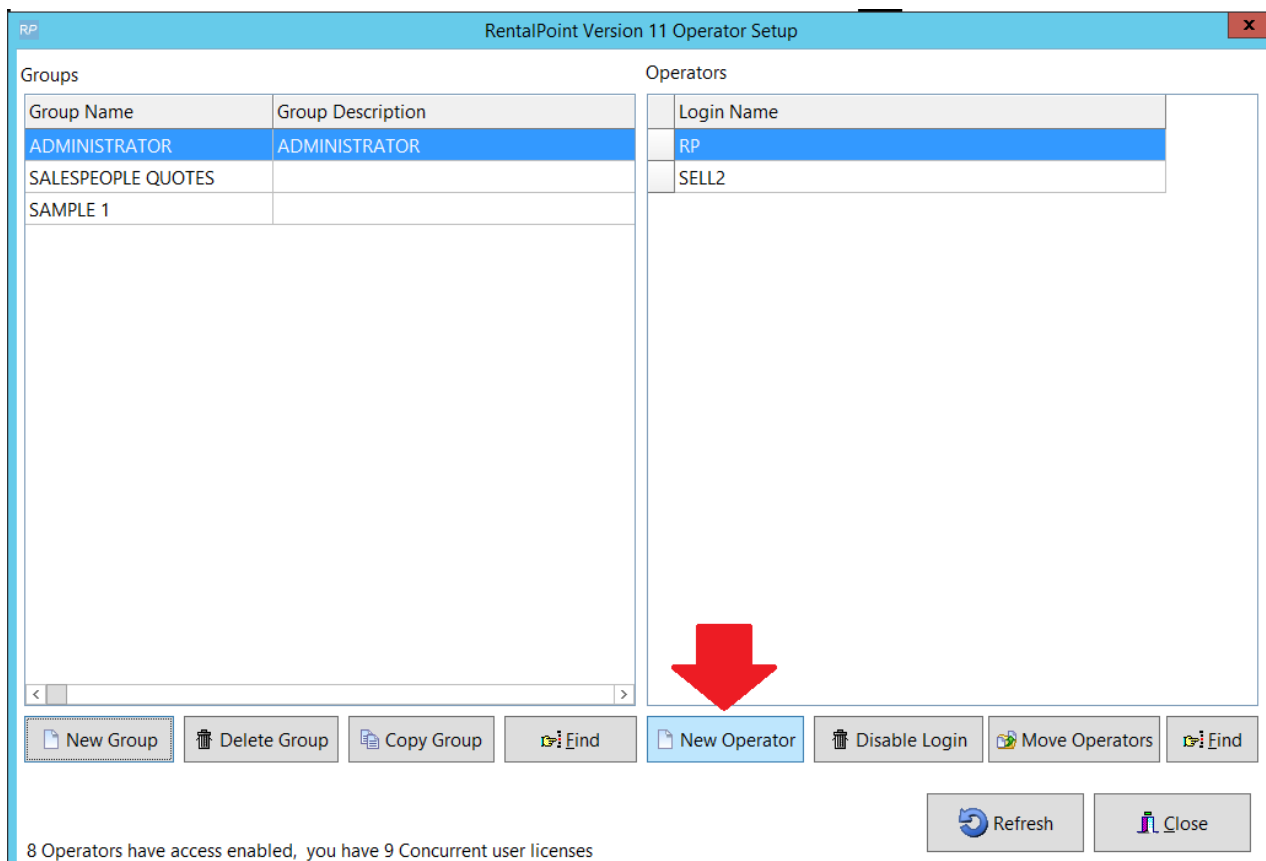 RP RentalPoint Version 11 Operator Setup x
Groups
Group Name Group Description
ADMINISTRATOR ADMINISTRATOR
SALESPEOPLE QUOTES
SAMPLE 1
New Group Delete Group Copy Group Find
Operators
Login Name
RP
SELL2
New Operator Disable Login Move Operators Find
Refresh Close
8 Operators have access enabled, you have 9 Concurrent user licenses